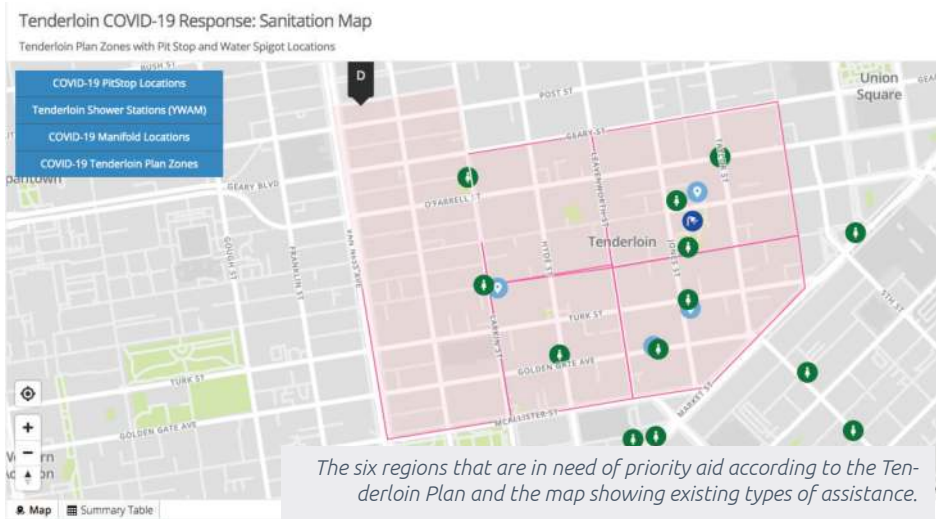 Tenderloin COVID-19 Response: Sanitation Map
Tenderloin Plan Zones with Pit Stop and Water Spigot Locations
BUSH ST
D
COVID-19 PitStop Locations
Tenderloin Shower Stations (YWAM)
COVID-19 Manifold Locations
COVID-19 Tenderloin Plan Zones
POST ST
Union
Square
GEARY ST
TAYLOR ST
LEAVENWORTH ST
GEARY BLVD
O'FARRELL ST
Tenderloin
GOUGH ST
FRANKLIN ST
VAN NESS AVE
HYDE ST
JONES ST
5TH ST
LARKIN ST
TURK ST
GOLDEN GATE AVE
TURK ST
MARKET ST
MCALLISTER ST
GOLDEN GATE AVE
The six regions that are in need of priority aid according to the Ten-
derloin Plan and the map showing existing types of assistance.
Map
Summary Table